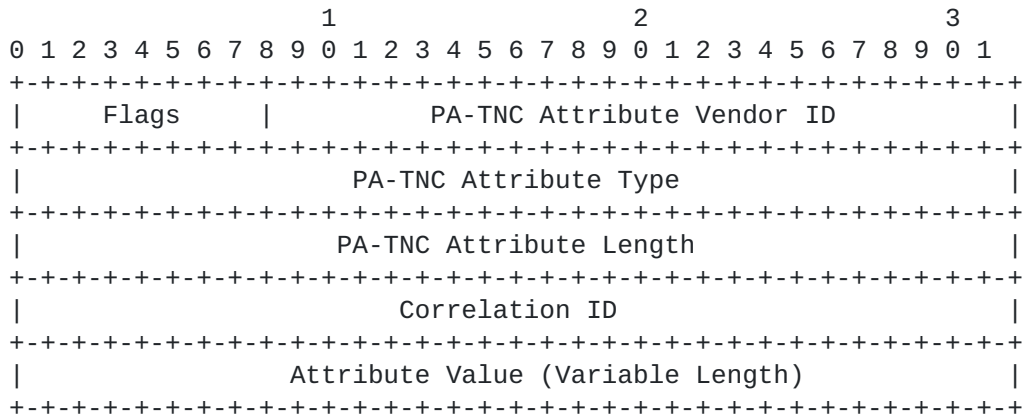 1                   2                   3
0 1 2 3 4 5 6 7 8 9 0 1 2 3 4 5 6 7 8 9 0 1 2 3 4 5 6 7 8 9 0 1
+-+-+-+-+-+-+-+-+-+-+-+-+-+-+-+-+-+-+-+-+-+-+-+-+-+-+-+-+-+-+-+-+
|     Flags     |          PA-TNC Attribute Vendor ID           |
+-+-+-+-+-+-+-+-+-+-+-+-+-+-+-+-+-+-+-+-+-+-+-+-+-+-+-+-+-+-+-+-+
|                     PA-TNC Attribute Type                     |
+-+-+-+-+-+-+-+-+-+-+-+-+-+-+-+-+-+-+-+-+-+-+-+-+-+-+-+-+-+-+-+-+
|                    PA-TNC Attribute Length                    |
+-+-+-+-+-+-+-+-+-+-+-+-+-+-+-+-+-+-+-+-+-+-+-+-+-+-+-+-+-+-+-+-+
|                        Correlation ID                         |
+-+-+-+-+-+-+-+-+-+-+-+-+-+-+-+-+-+-+-+-+-+-+-+-+-+-+-+-+-+-+-+-+
|                 Attribute Value (Variable Length)             |
+-+-+-+-+-+-+-+-+-+-+-+-+-+-+-+-+-+-+-+-+-+-+-+-+-+-+-+-+-+-+-+-+